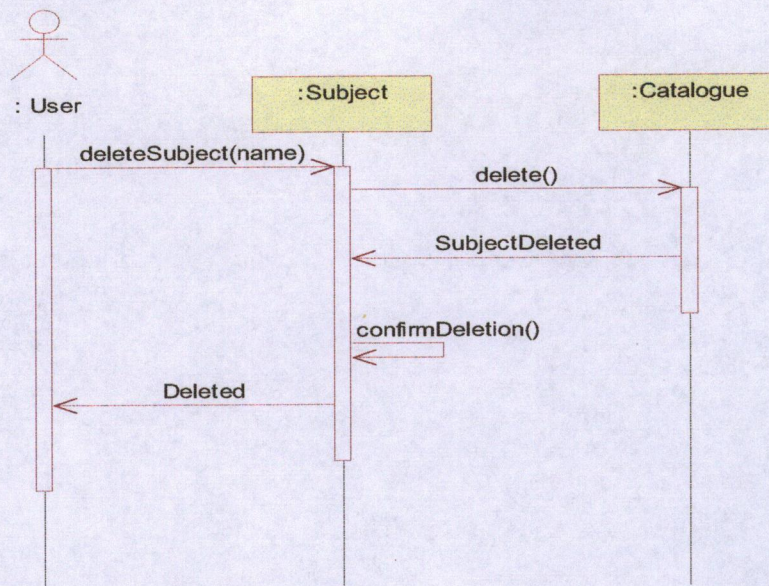 : User
:Subject
:Catalogue
deleteSubject(name)
delete()
SubjectDeleted
confirmDeletion()
Deleted